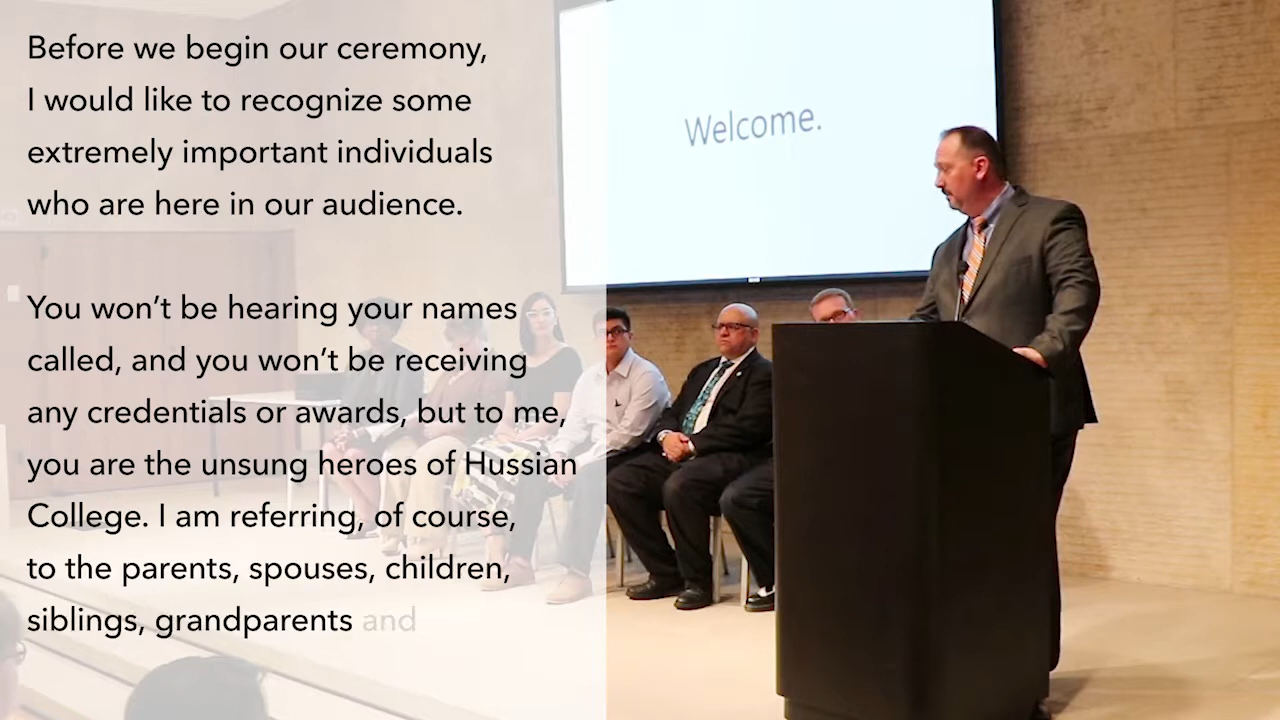 Before we begin our ceremony,
I would like to recognize some
extremely important individuals
who are here in our audience.
You won't be hearing your names
called, and you won't be receiving
any credentials or awards, but to me,
you are the unsung heroes of Hussian
College. I am referring, of course,
to the parents, spouses, children,
siblings, grandparents and
Welcome.